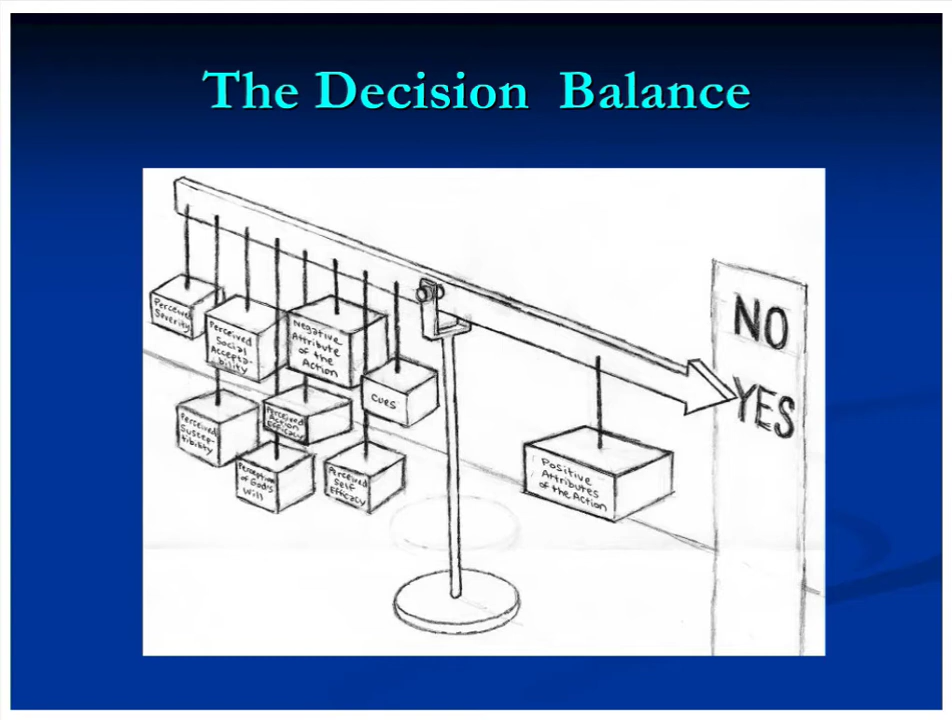 The Decision Balance
Perceived
Severity
Perceived
Social
Accepta-
bility
Negative
Attribute
of the
Action
CUES
Perceived
Suscep-
tibility
Perceived
Action
Efficacy
Perception
of God's
Will
Perceived
Self
Efficacy
Positive
Attributes
of the Action
NO
YES